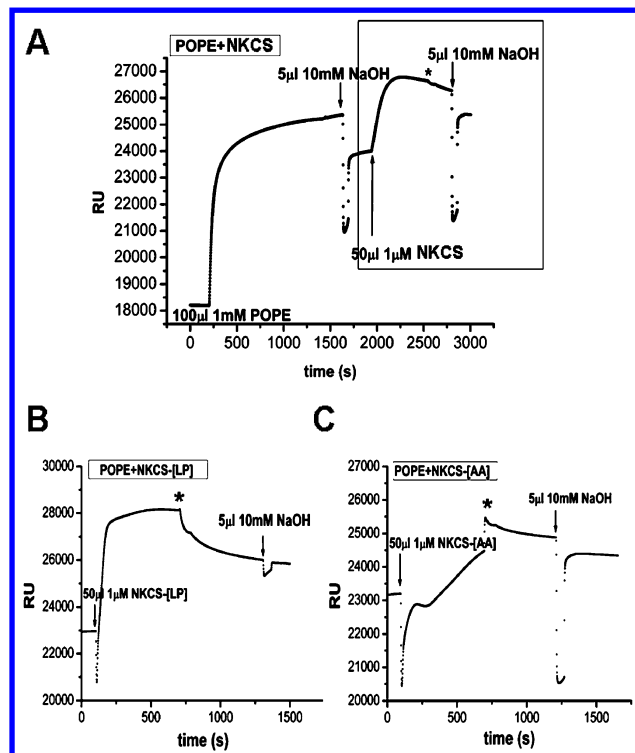 A
POPE+NKCS
5µl 10mM NaOH
5µl 10mM NaOH
*
27000
26000
25000
24000
23000
22000
21000
20000
19000
18000
RU
50µl 1µM NKCS
100µl 1mM POPE
0 500 1000 1500 2000 2500 3000
time (s)
B
POPE+NKCS-[LP]
*
5µl 10mM NaOH
50µl 1µM NKCS-[LP]
30000
28000
26000
24000
22000
20000
RU
0 500 1000 1500
time (s)
C
POPE+NKCS-[AA]
*
5µl 10mM NaOH
50µl 1µM NKCS-[AA]
27000
26000
25000
24000
23000
22000
21000
20000
RU
0 500 1000 1500
time (s)